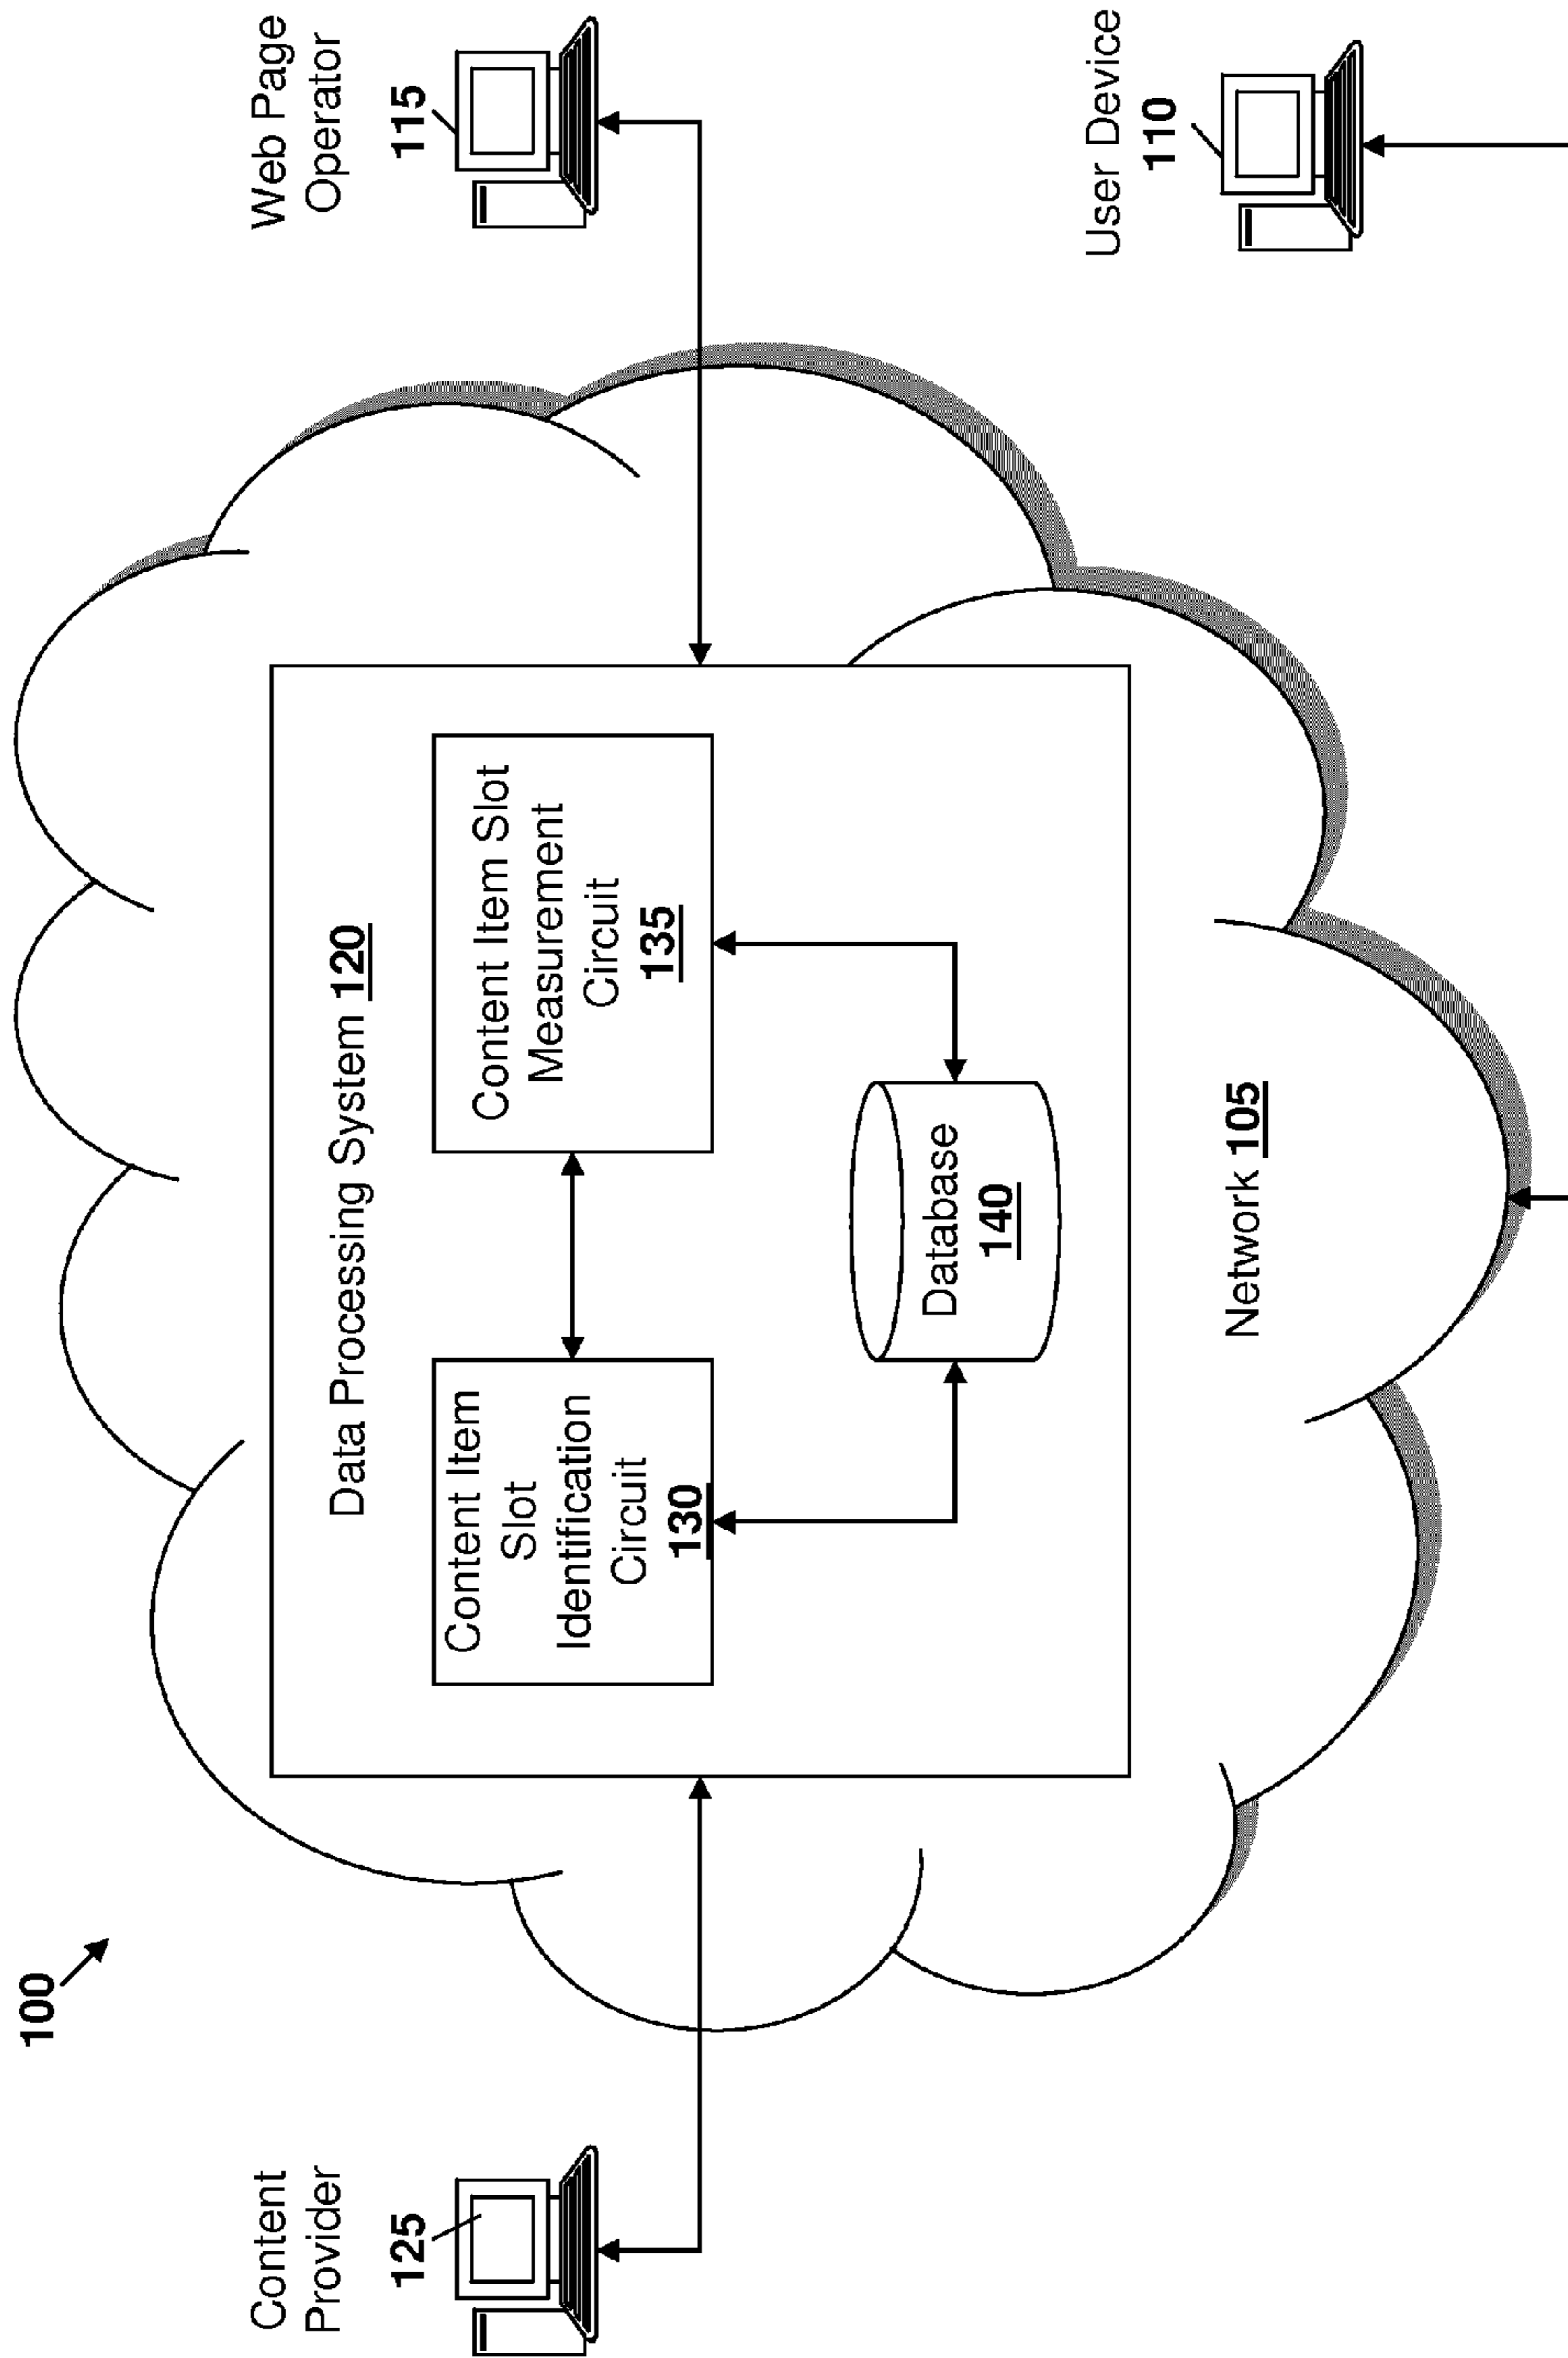 100
Content
Provider
125
Web Page
Operator
115
Data Processing System 120
Content Item
Slot
Identification
Circuit
130
Content Item Slot
Measurement
Circuit
135
Database
140
Network 105
User Device
110